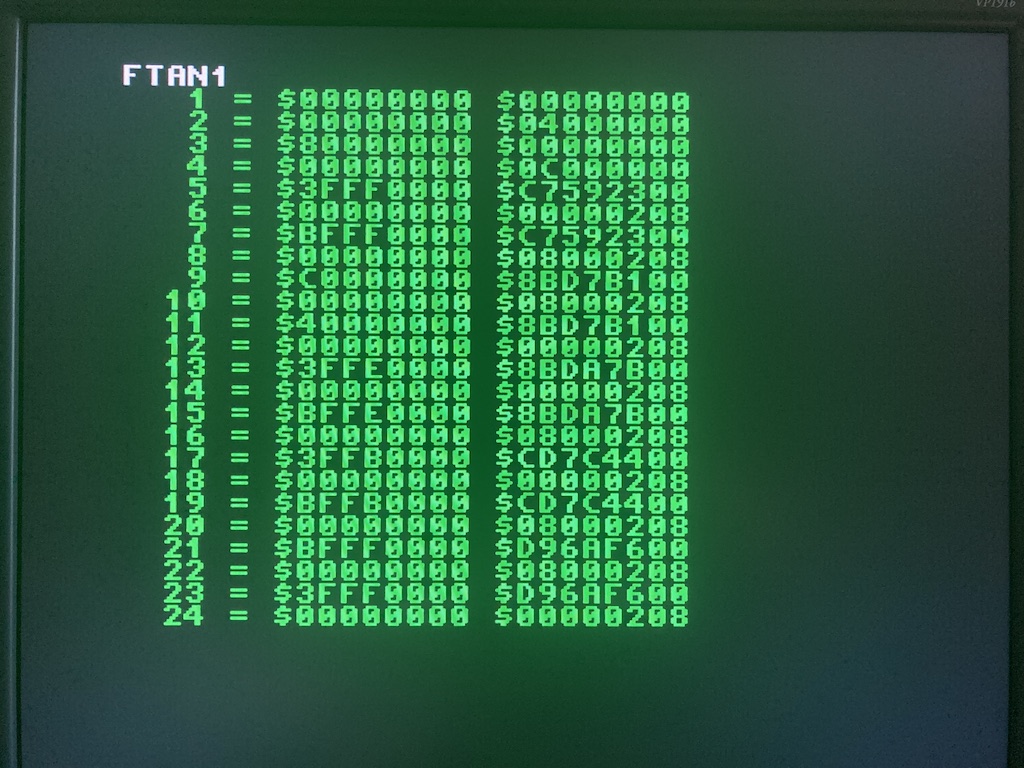 VP191b
FTAN1
1 = $00000000 $00000000
2 = $00000000 $04000000
3 = $80000000 $00000000
4 = $00000000 $0C000000
5 = $3FFF0000 $C7592300
6 = $00000000 $00000208
7 = $BFFF0000 $C7592300
8 = $00000000 $08000208
9 = $C0000000 $8BD7B100
10 = $00000000 $08000208
11 = $40000000 $8BD7B100
12 = $00000000 $00000208
13 = $3FFE0000 $8BDA7B00
14 = $00000000 $00000208
15 = $BFFE0000 $8BDA7B00
16 = $00000000 $08000208
17 = $3FFB0000 $CD7C4400
18 = $00000000 $00000208
19 = $BFFB0000 $CD7C4400
20 = $00000000 $08000208
21 = $BFFF0000 $D96AF600
22 = $00000000 $08000208
23 = $3FFF0000 $D96AF600
24 = $00000000 $00000208